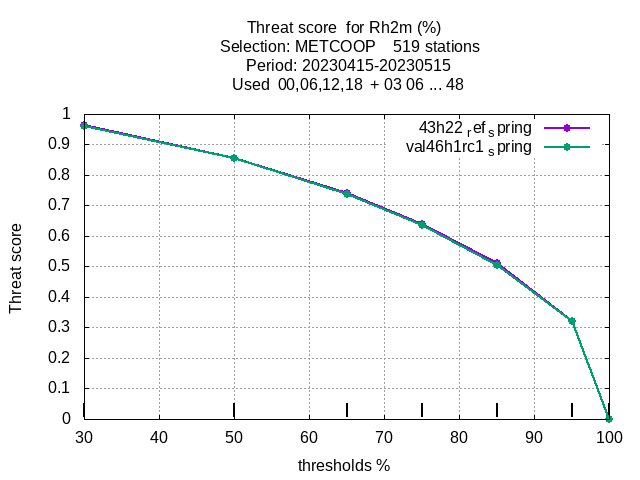 Threat score  for Rh2m (%)
Selection: METCOOP    519 stations
Period: 20230415-20230515
Used  00,06,12,18  + 03 06 ... 48
43h22 ref spring
val46h1rc1 spring
1
0.9
0.8
0.7
0.6
0.5
0.4
0.3
0.2
0.1
0
Threat score
30 40 50 60 70 80 90 100
thresholds %